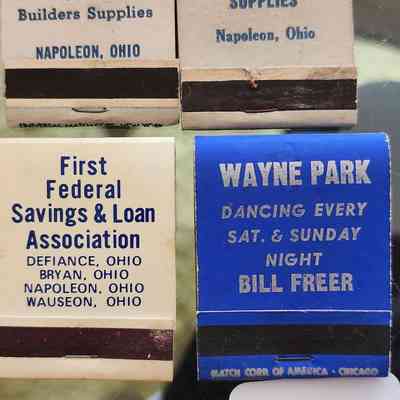 Builders Supplies
NAPOLEON, OHIO
SUPPLIES
Napoleon, Ohio
First
Federal
Savings & Loan
Association
DEFIANCE, OHIO
BRYAN, OHIO
NAPOLEON, OHIO
WAUSEON, OHIO
WAYNE PARK
DANCING EVERY
SAT. & SUNDAY
NIGHT
BILL FREER
MATCH CORP. OF AMERICA - CHICAGO